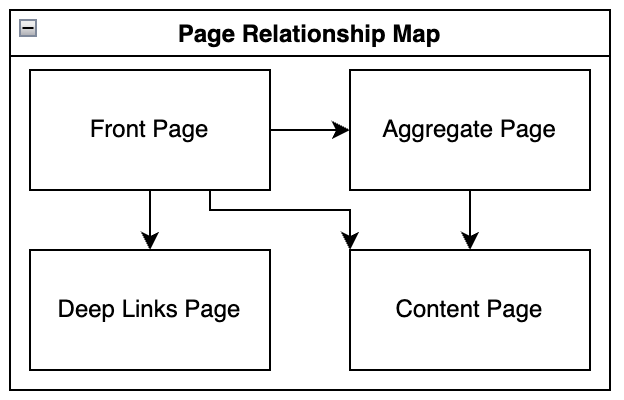 Page Relationship Map
Front Page
Aggregate Page
Deep Links Page
Content Page